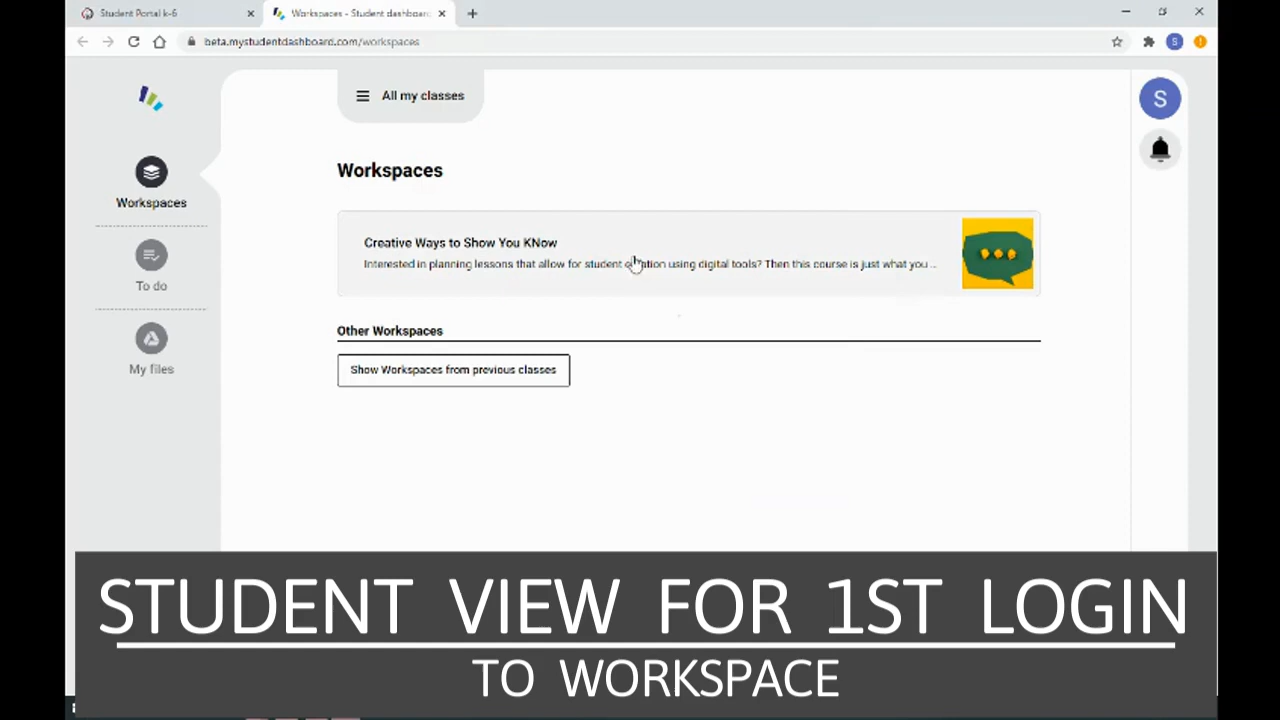 Student Portal k-6
Workspaces - Student dashboard
beta.mystudentdashboard.com/workspaces
S
All my classes
S
Workspaces
Workspaces
Creative Ways to Show You KNow
Interested in planning lessons that allow for student using digital tools? Then this course is just what you ...
To do
Other Workspaces
My files
Show Workspaces from previous classes
STUDENT VIEW FOR 1ST LOGIN
TO WORKSPACE